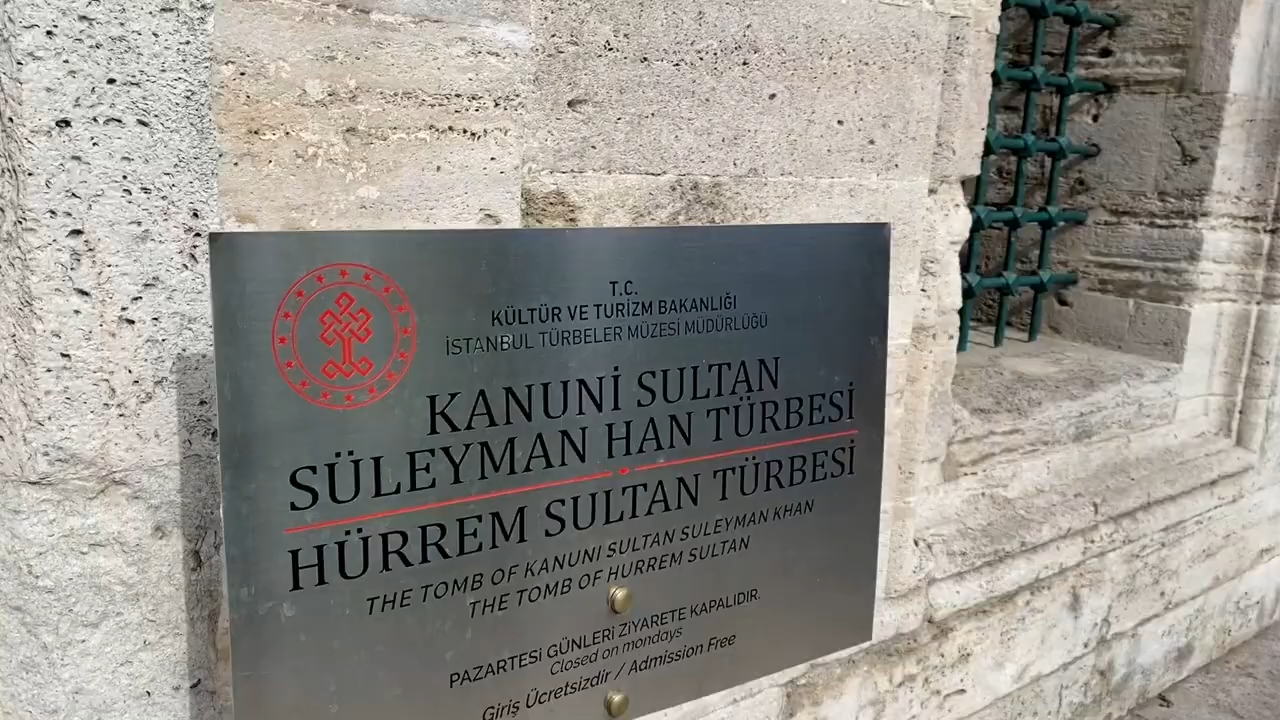 T.C.
KÜLTÜR VE TURİZM BAKANLIĞI
İSTANBUL TÜRBELER MÜZESİ MÜDÜRLÜĞÜ
KANUNİ SULTAN
SÜLEYMAN HAN TÜRBESİ
HÜRREM SULTAN TÜRBESİ
THE TOMB OF KANUNI SULTAN SULEYMAN KHAN
THE TOMB OF HURREM SULTAN
PAZARTESİ GÜNLERİ ZİYARETE KAPALIDIR.
Closed on mondays
Giriş Ücretsizdir / Admission Free